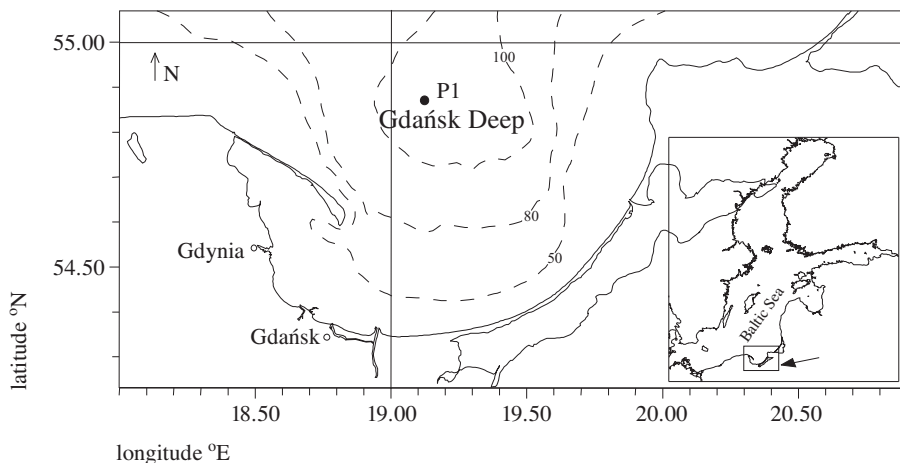 55.00
100
N
P1
Gdańsk Deep
80
Gdynia
54.50
50
Baltic Sea
Gdańsk
latitude °N
18.50 19.00 19.50 20.00 20.50
longitude °E